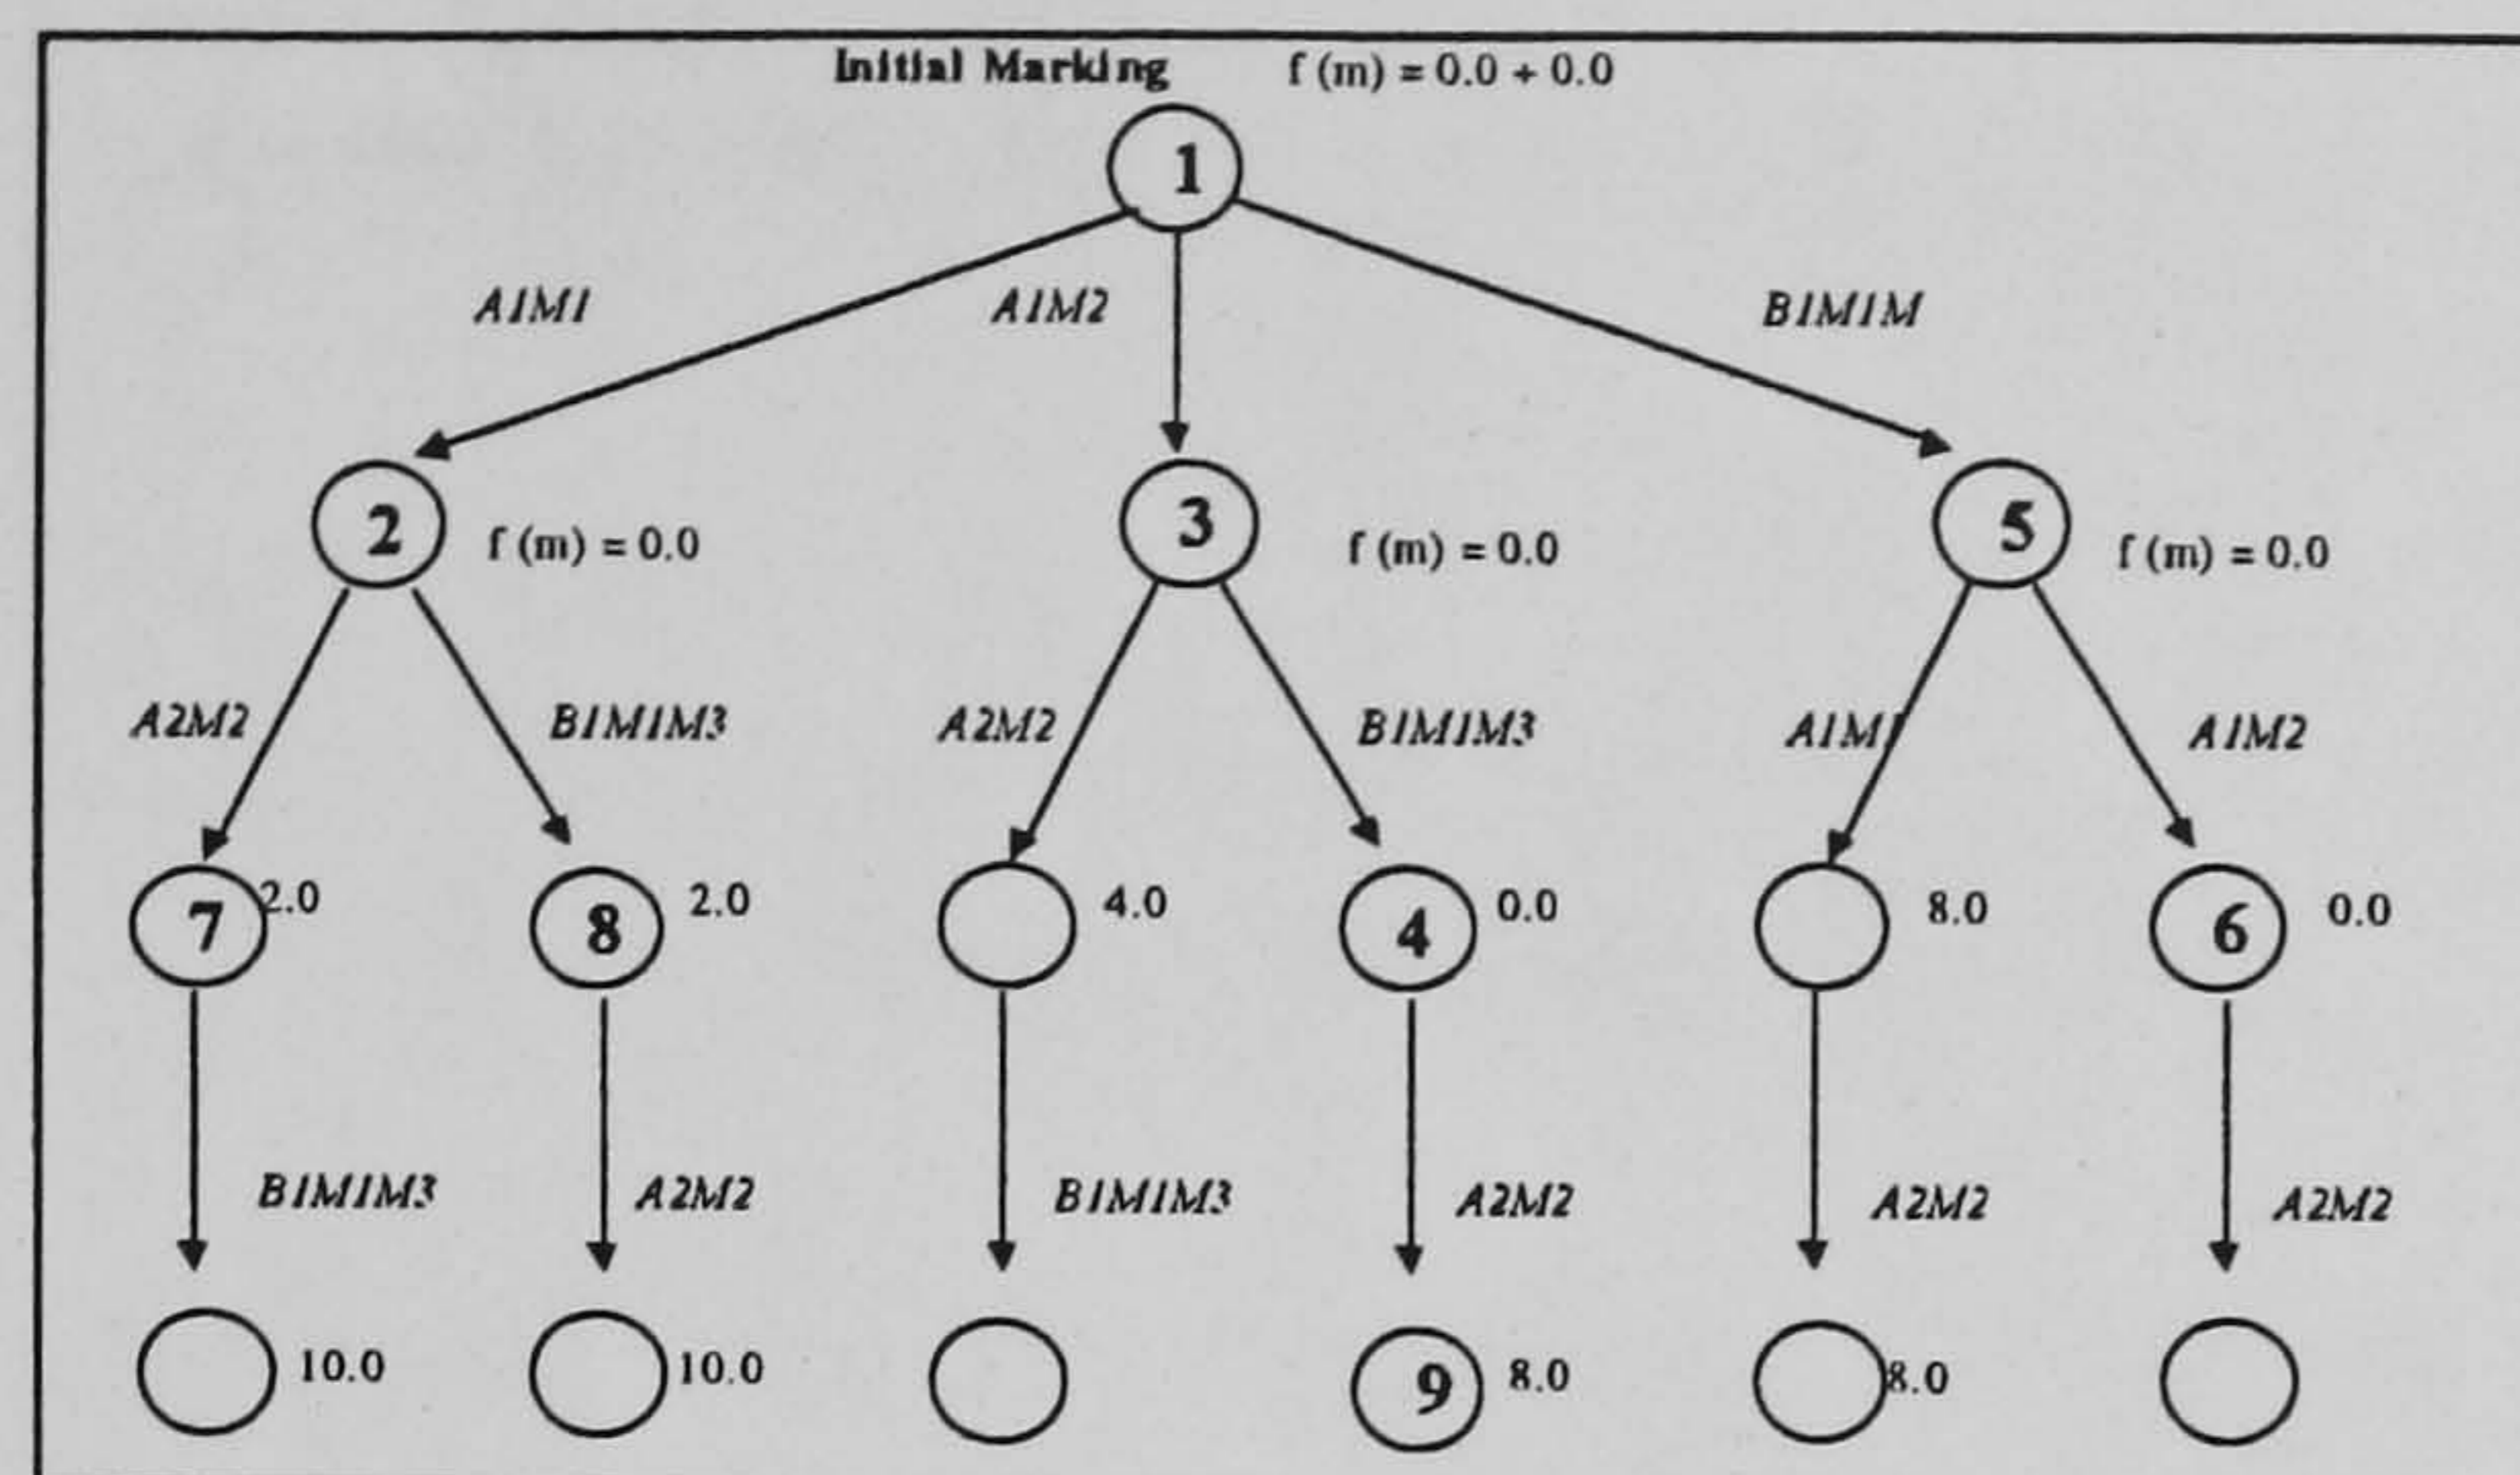 Initial Marking f (m) = 0.0 + 0.0
1
A1M1 A1M2 B1M1M
2 f (m) = 0.0 3 f (m) = 0.0 5 f (m) = 0.0
A2M2 B1M1M3 A2M2 B1M1M3 A1M1 A1M2
7 2.0 8 2.0 4.0 4 0.0 8.0 6 0.0
B1M1M3 A2M2 B1M1M3 A2M2 A2M2 A2M2
10.0 10.0 9 8.0 8.0